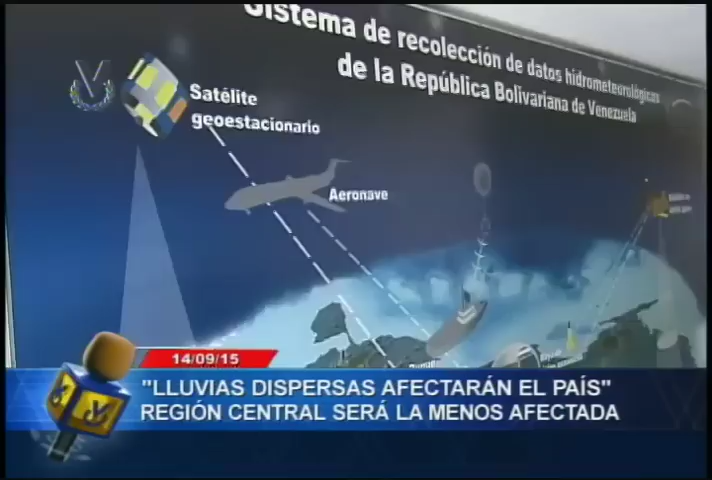 Sistema de recolección de datos hidrometeorológicos
de la República Bolivariana de Venezuela
Satélite
geoestacionario
Aeronave
14/09/15
"LLUVIAS DISPERSAS AFECTARÁN EL PAÍS"
REGIÓN CENTRAL SERÁ LA MENOS AFECTADA